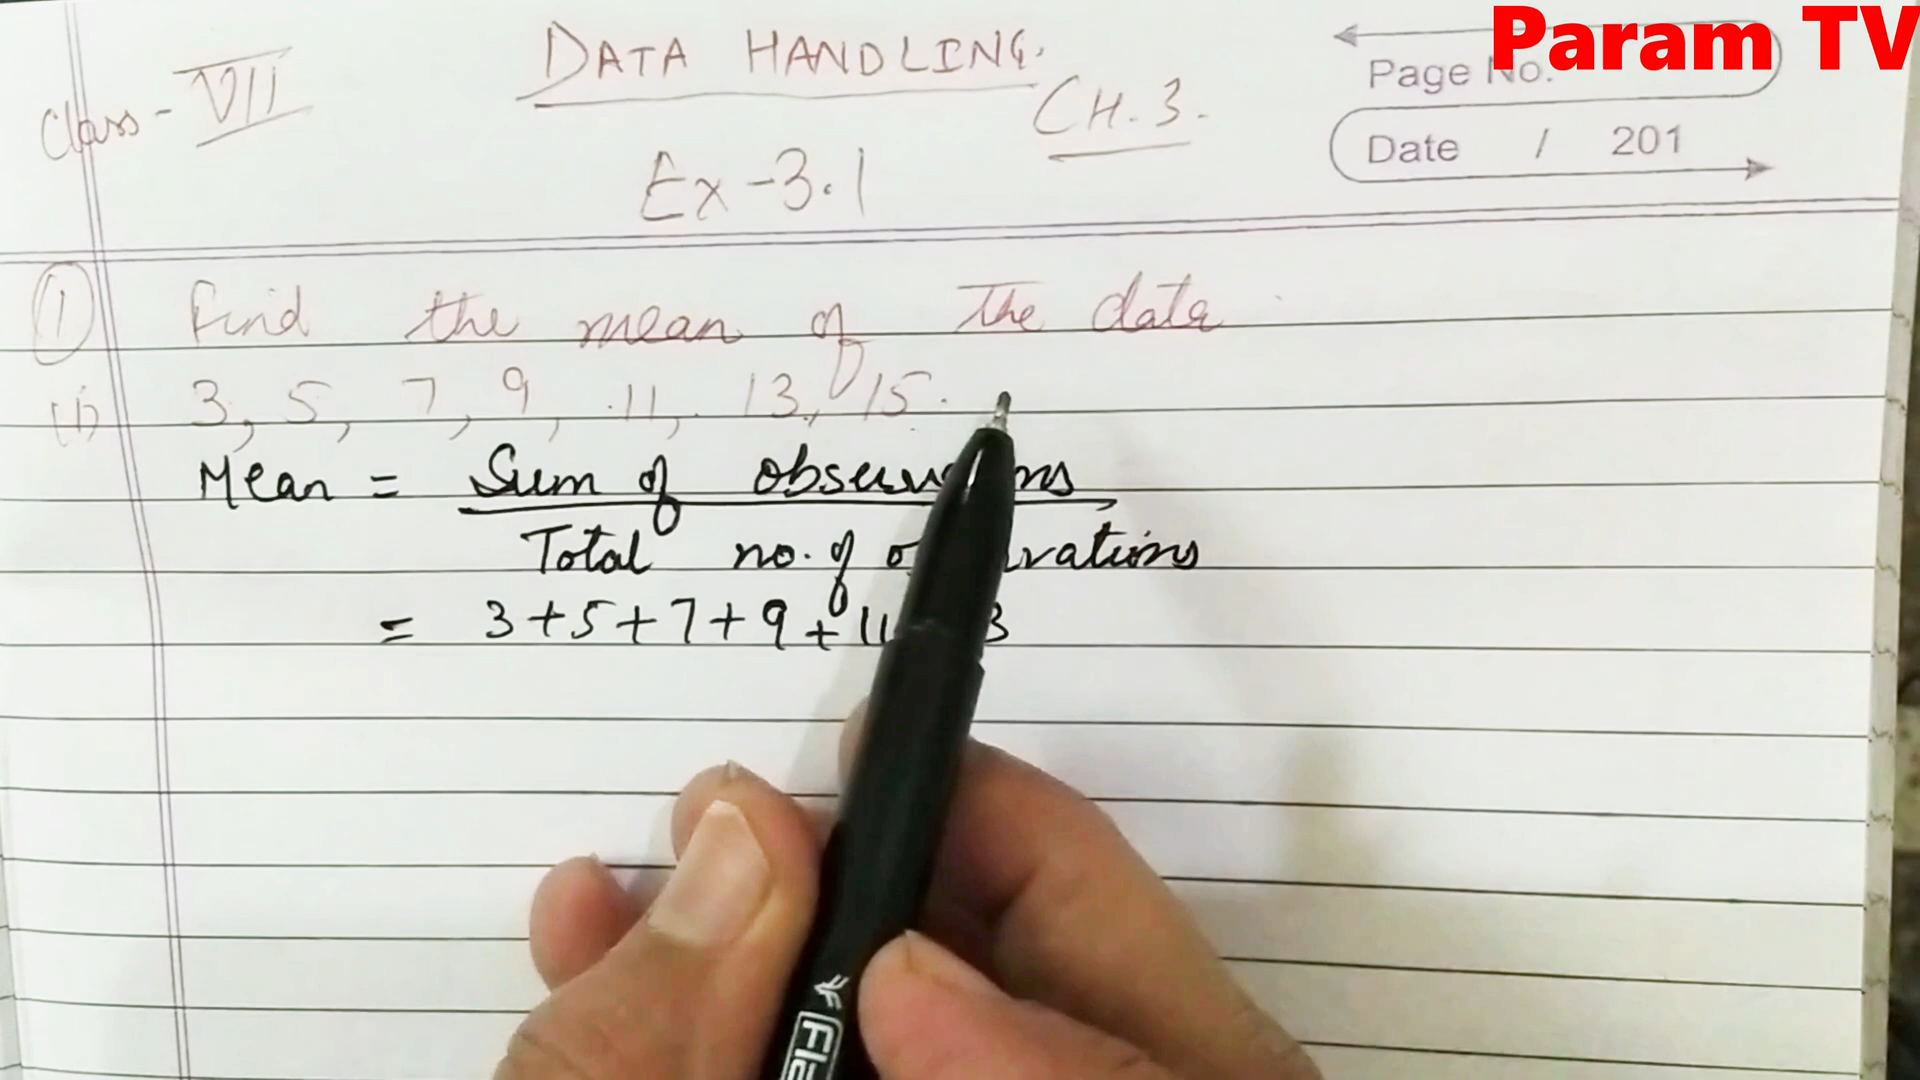 Param TV
Page No.
Date / 201
Class - VII
DATA HANDLING.
CH. 3.
Ex - 3.1
1 Find the mean of the data
(i) 3, 5, 7, 9, 11, 13, 15.
Mean = Sum of
Total no. of
= 3 + 5 + 7 + 9 + 11